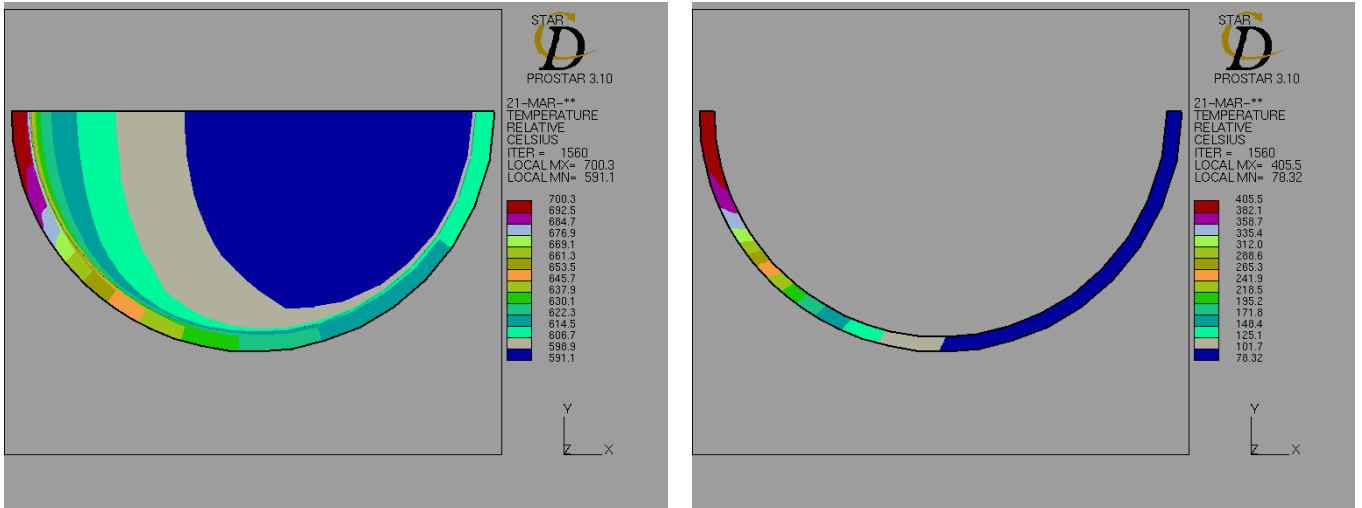 STAR
CD
PROSTAR 3.10
21-MAR-**
TEMPERATURE
RELATIVE
CELSIUS
ITER = 1560
LOCAL MX= 700.3
LOCAL MN= 591.1
700.3
692.5
684.7
676.9
669.1
661.3
653.5
645.7
637.9
630.1
622.3
614.5
606.7
598.9
591.1
Y
Z X
STAR
CD
PROSTAR 3.10
21-MAR-**
TEMPERATURE
RELATIVE
CELSIUS
ITER = 1560
LOCAL MX= 405.5
LOCAL MN= 78.32
405.5
382.1
358.7
335.4
312.0
288.6
265.3
241.9
218.5
195.2
171.8
148.4
125.1
101.7
78.32
Y
Z X